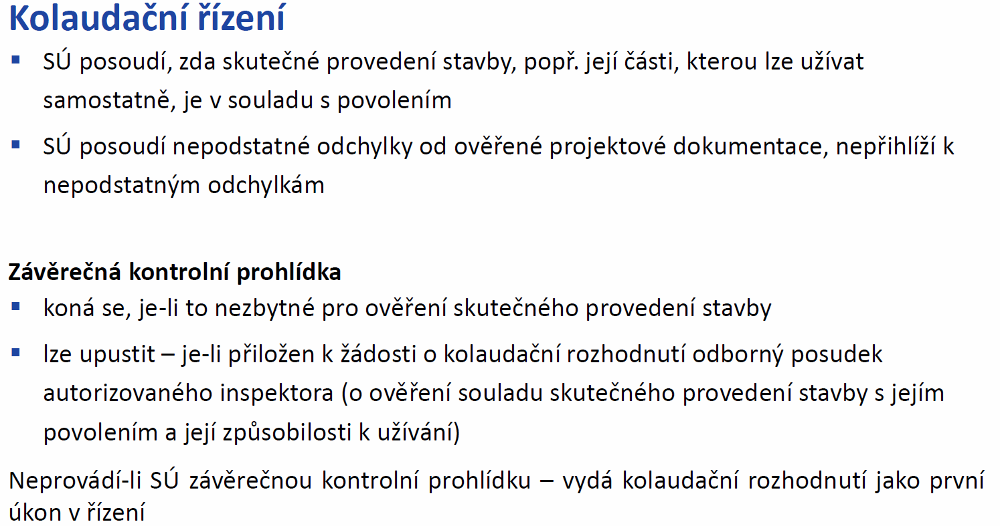 Kolaudační řízení
▪ SÚ posoudí, zda skutečné provedení stavby, popř. její části, kterou lze užívat
samostatně, je v souladu s povolením
▪ SÚ posoudí nepodstatné odchylky od ověřené projektové dokumentace, nepřihlíží k
nepodstatným odchylkám
Závěrečná kontrolní prohlídka
▪ koná se, je-li to nezbytné pro ověření skutečného provedení stavby
▪ lze upustit – je-li přiložen k žádosti o kolaudační rozhodnutí odborný posudek
autorizovaného inspektora (o ověření souladu skutečného provedení stavby s jejím
povolením a její způsobilosti k užívání)
Neprovádí-li SÚ závěrečnou kontrolní prohlídku – vydá kolaudační rozhodnutí jako první
úkon v řízení